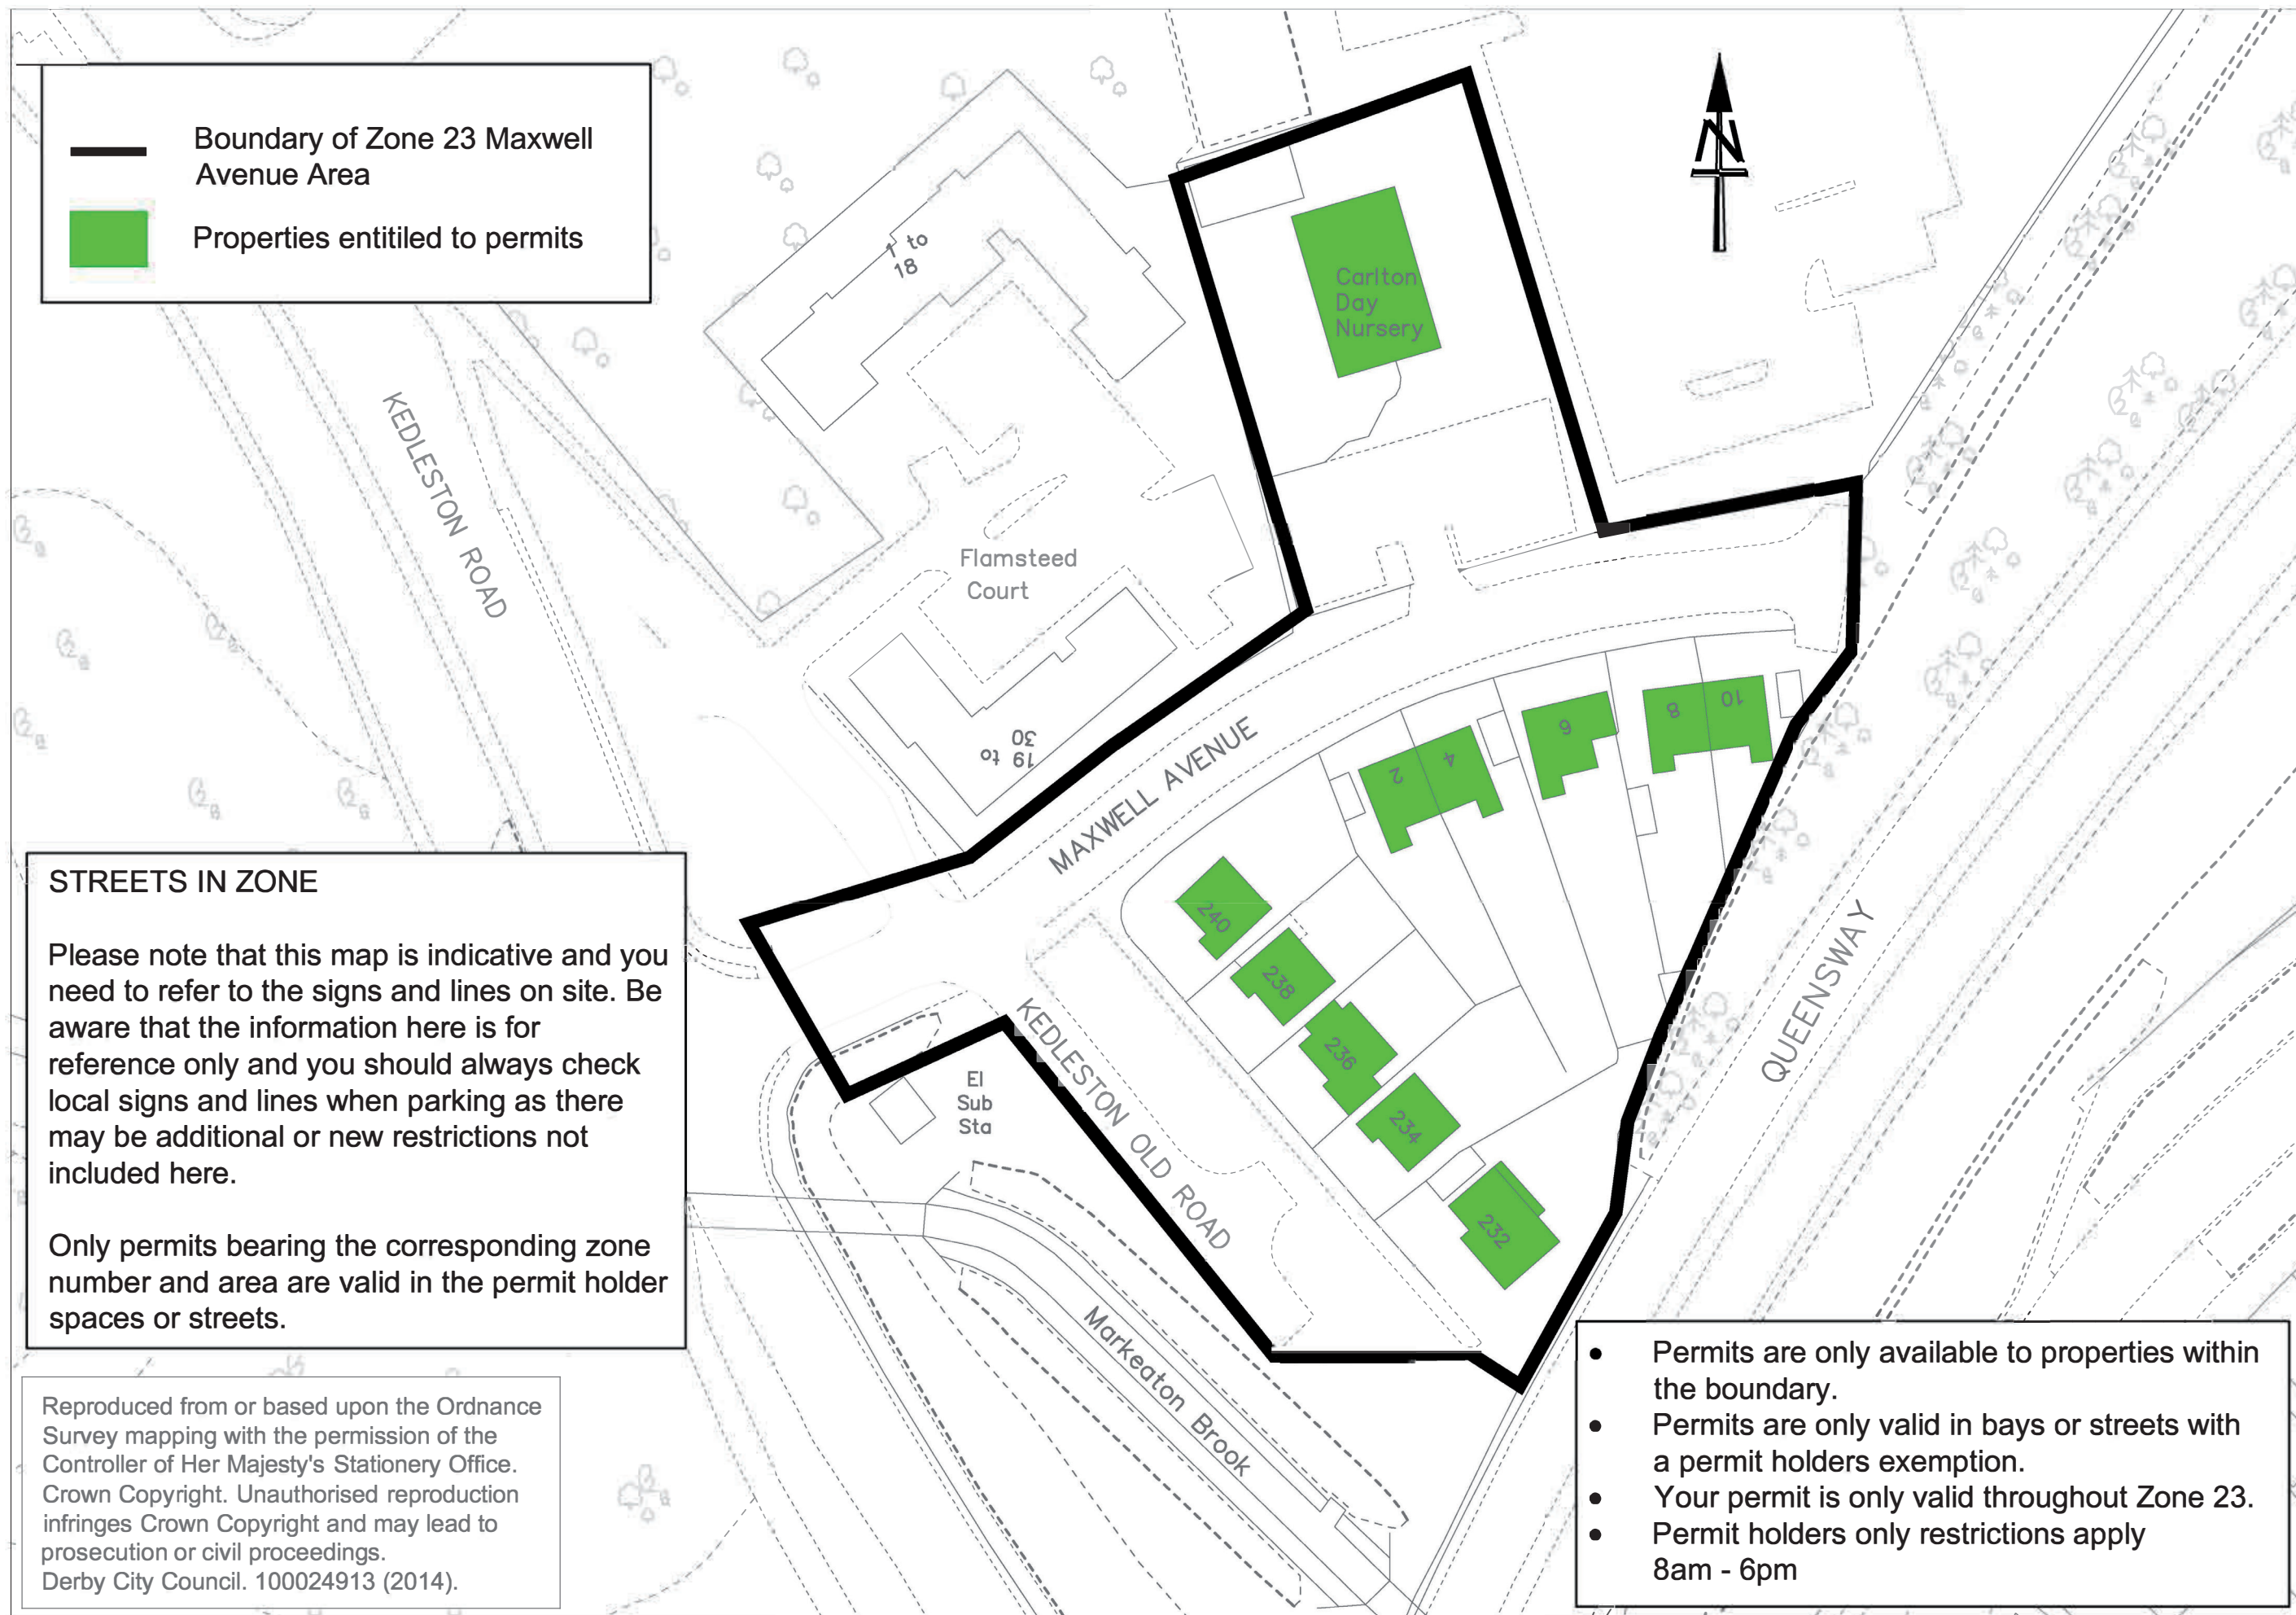 Boundary of Zone 23 Maxwell
Avenue Area
Properties entitiled to permits
N
1 to
18
Carlton
Day
Nursery
KEDLESTON ROAD
Flamsteed
Court
19 to
30
MAXWELL AVENUE
2
4
6
8
10
240
238
236
234
232
KEDLESTON OLD ROAD
QUEENSWAY
El
Sub
Sta
Markeaton Brook
STREETS IN ZONE
Please note that this map is indicative and you
need to refer to the signs and lines on site. Be
aware that the information here is for
reference only and you should always check
local signs and lines when parking as there
may be additional or new restrictions not
included here.
Only permits bearing the corresponding zone
number and area are valid in the permit holder
spaces or streets.
Reproduced from or based upon the Ordnance
Survey mapping with the permission of the
Controller of Her Majesty's Stationery Office.
Crown Copyright. Unauthorised reproduction
infringes Crown Copyright and may lead to
prosecution or civil proceedings.
Derby City Council. 100024913 (2014).
• Permits are only available to properties within
the boundary.
• Permits are only valid in bays or streets with
a permit holders exemption.
• Your permit is only valid throughout Zone 23.
• Permit holders only restrictions apply
8am - 6pm